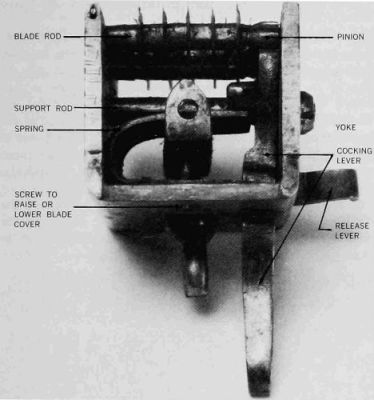 BLADE ROD
PINION
SUPPORT ROD
SPRING
YOKE
COCKING
LEVER
SCREW TO
RAISE OR
LOWER BLADE
COVER
RELEASE
LEVER